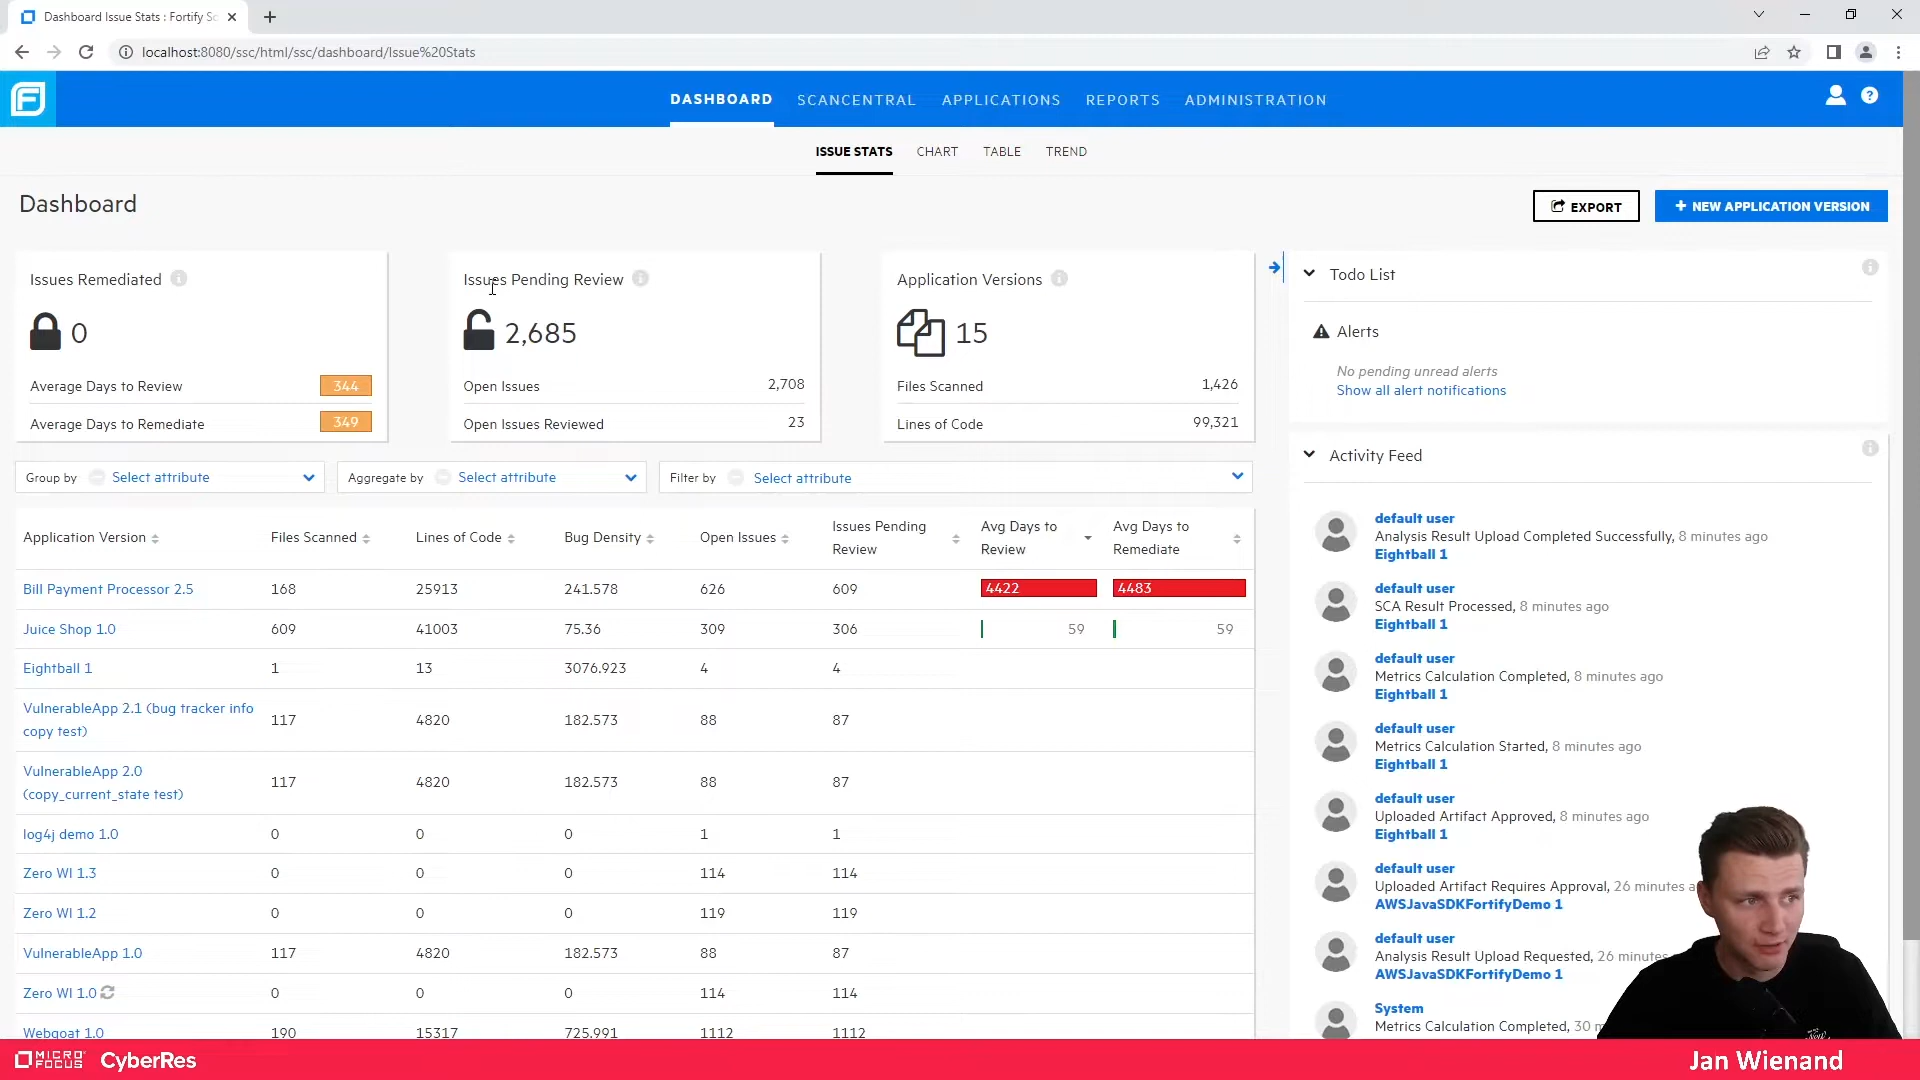 Dashboard Issue Stats : Fortify Sc
localhost:8080/ssc/html/ssc/dashboard/Issue%20Stats
DASHBOARD SCANCENTRAL APPLICATIONS REPORTS ADMINISTRATION
ISSUE STATS CHART TABLE TREND
Dashboard
EXPORT
+ NEW APPLICATION VERSION
Issues Remediated
0
Average Days to Review 344
Average Days to Remediate 349
Issues Pending Review
2,685
Open Issues 2,708
Open Issues Reviewed 23
Application Versions
15
Files Scanned 1,426
Lines of Code 99,321
Group by Select attribute
Aggregate by Select attribute
Filter by Select attribute
Application Version Files Scanned Lines of Code Bug Density Open Issues Issues Pending Review Avg Days to Review Avg Days to Remediate
Bill Payment Processor 2.5 168 25913 241.578 626 609 4422 4483
Juice Shop 1.0 609 41003 75.36 309 306 59 59
Eightball 1 1 13 3076.923 4 4
VulnerableApp 2.1 (bug tracker info
copy test) 117 4820 182.573 88 87
VulnerableApp 2.0
(copy_current_state test) 117 4820 182.573 88 87
log4j demo 1.0 0 0 0 1 1
Zero WI 1.3 0 0 0 114 114
Zero WI 1.2 0 0 0 119 119
VulnerableApp 1.0 117 4820 182.573 88 87
Zero WI 1.0 0 0 0 114 114
Webgoat 1.0 190 15317 725.991 1112 1112
Todo List
Alerts
No pending unread alerts
Show all alert notifications
Activity Feed
default user
Analysis Result Upload Completed Successfully, 8 minutes ago
Eightball 1
default user
SCA Result Processed, 8 minutes ago
Eightball 1
default user
Metrics Calculation Completed, 8 minutes ago
Eightball 1
default user
Metrics Calculation Started, 8 minutes ago
Eightball 1
default user
Uploaded Artifact Approved, 8 minutes ago
Eightball 1
default user
Uploaded Artifact Requires Approval, 26 minutes a
AWSJavaSDKFortifyDemo 1
default user
Analysis Result Upload Requested, 26 minutes
AWSJavaSDKFortifyDemo 1
System
Metrics Calculation Completed, 30 m
MICRO FOCUS CyberRes
Jan Wienand